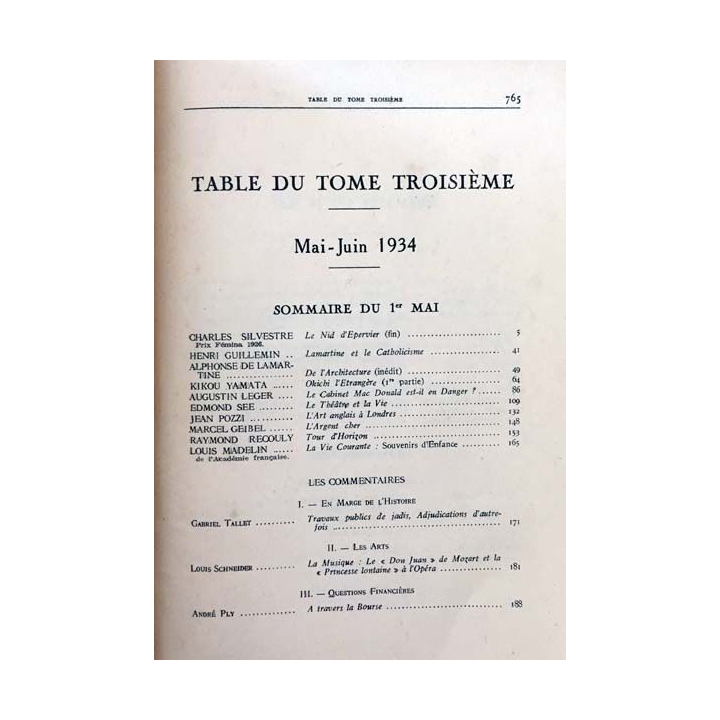 TABLE DU TOME TROISIÈME 765
TABLE DU TOME TROISIÈME
Mai-Juin 1934
SOMMAIRE DU 1er MAI
CHARLES SILVESTRE Le Nid d'Epervier (fin) ........................ 5
Prix Fémina 1926.
HENRI GUILLEMIN .. Lamartine et le Catholicisme .................. 41
ALPHONSE DE LAMAR-
TINE ................ De l'Architecture (inédit) ........................ 49
KIKOU YAMATA ...... Okichi l'Etrangère (1re partie) .................. 64
AUGUSTIN LEGER .... Le Cabinet Mac Donald est-il en Danger ? ...... 86
EDMOND SEE ......... Le Théâtre et la Vie ............................ 109
JEAN POZZI .......... L'Art anglais à Londres .......................... 132
MARCEL GEIBEL ..... L'Argent cher ................................... 148
RAYMOND RECOULY Tour d'Horizon .................................. 153
LOUIS MADELIN ..... La Vie Courante : Souvenirs d'Enfance ......... 165
de l'Académie française.
LES COMMENTAIRES
I. — EN MARGE DE L'HISTOIRE
GABRIEL TALLET .......... Travaux publics de jadis, Adjudications d'autre-
fois ............................................ 171
II. — LES ARTS
LOUIS SCHNEIDER .......... La Musique : Le « Don Juan » de Mozart et la
« Princesse lontaine » à l'Opéra ................ 181
III. — QUESTIONS FINANCIÈRES
ANDRÉ PLY ................ A travers la Bourse .............................. 188